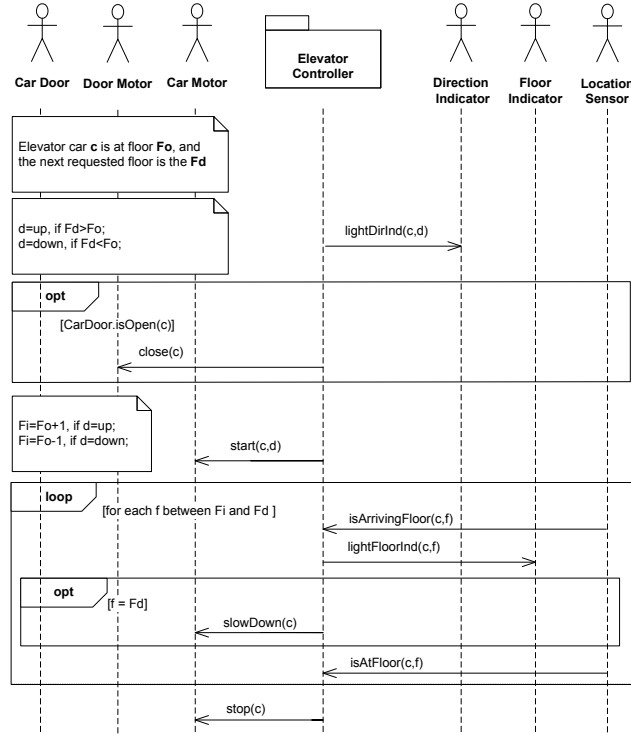 Car Door Door Motor Car Motor Elevator Controller Direction Indicator Floor Indicator Location Sensor
Elevator car c is at floor Fo, and
the next requested floor is the Fd
d=up, if Fd>Fo;
d=down, if Fd<Fo;
lightDirInd(c,d)
opt
[CarDoor.isOpen(c)]
close(c)
Fi=Fo+1, if d=up;
Fi=Fo-1, if d=down;
start(c,d)
loop
[for each f between Fi and Fd ]
isArrivingFloor(c,f)
lightFloorInd(c,f)
opt
[f = Fd]
slowDown(c)
isAtFloor(c,f)
stop(c)